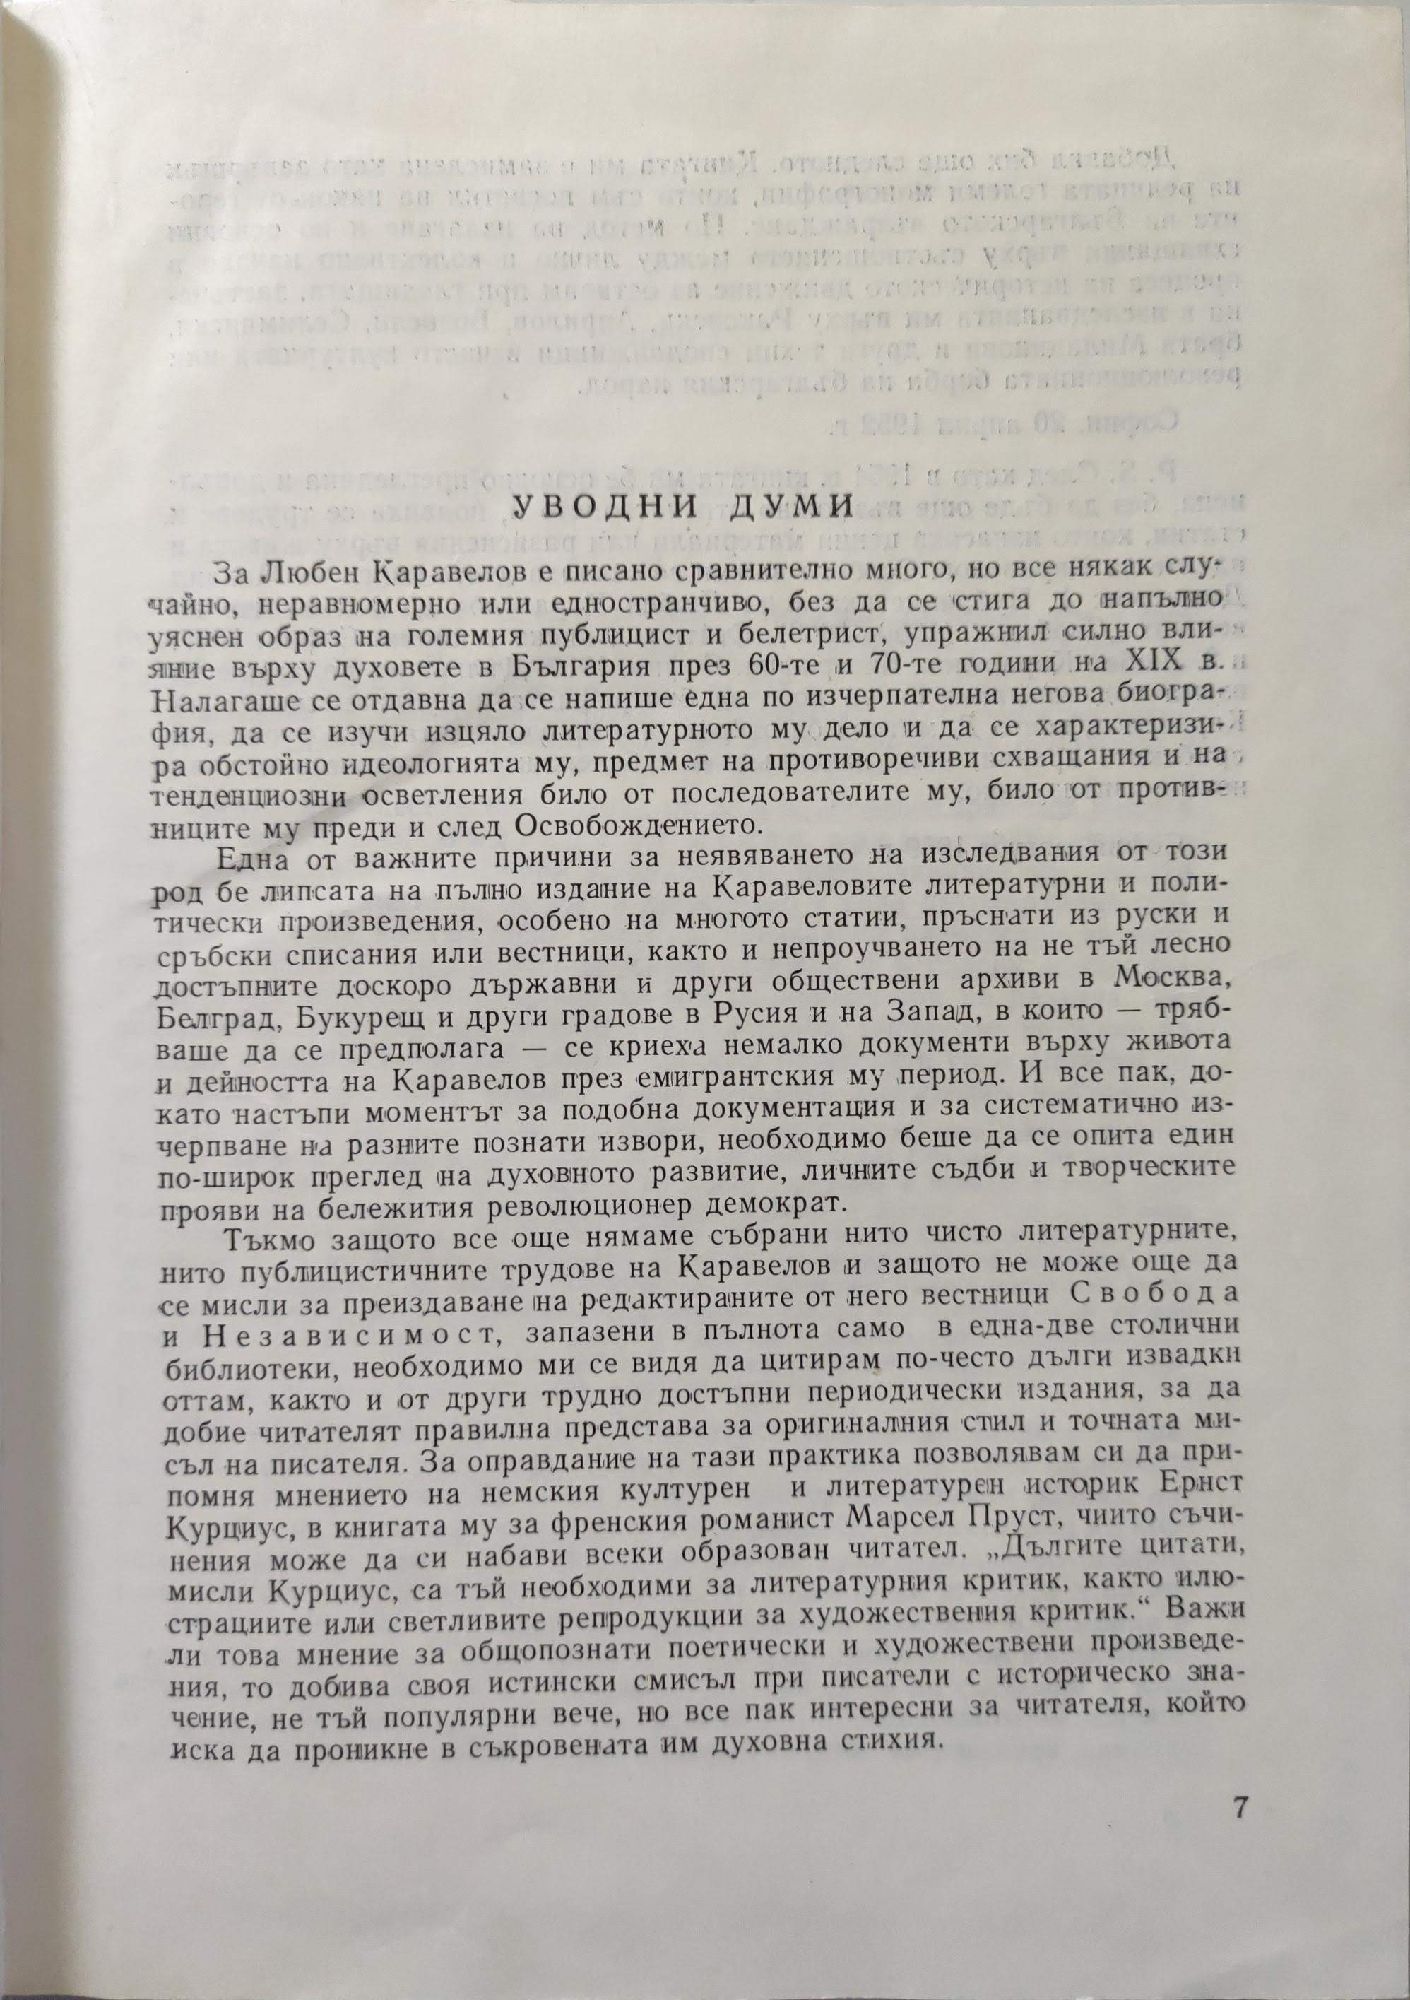 УВОДНИ ДУМИ
За Любен Каравелов е писано сравнително много, но все някак слу-
чайно, неравномерно или едностранчиво, без да се стига до напълно
уяснен образ на големия публицист и белетрист, упражнил силно вли-
яние върху духовете в България през 60-те и 70-те години на XIX в.
Налагаше се отдавна да се напише една по изчерпателна негова биогра-
фия, да се изучи изцяло литературното му дело и да се характеризи-
ра обстойно идеологията му, предмет на противоречиви схващания и на
тенденциозни осветления било от последователите му, било от против-
ниците му преди и след Освобождението.
Една от важните причини за неявяването на изследвания от този
род бе липсата на пълно издание на Каравеловите литературни и поли-
тически произведения, особено на многото статии, пръснати из руски и
сръбски списания или вестници, както и непроучването на не тъй лесно
достъпните доскоро държавни и други обществени архиви в Москва,
Белград, Букурещ и други градове в Русия и на Запад, в които — тряб-
ваше да се предполага — се криеха немалко документи върху живота
и дейността на Каравелов през емигрантския му период. И все пак, до-
като настъпи моментът за подобна документация и за систематично из-
черпване на разните познати извори, необходимо беше да се опита един
по-широк преглед на духовното развитие, личните съдби и творческите
прояви на бележития революционер демократ.
Тъкмо защото все още нямаме събрани нито чисто литературните,
нито публицистичните трудове на Каравелов и защото не може още да
се мисли за преиздаване на редактираните от него вестници Свобода
и Независимост, запазени в пълнота само в една-две столични
библиотеки, необходимо ми се видя да цитирам по-често дълги извадки
оттам, както и от други трудно достъпни периодически издания, за да
добие читателят правилна представа за оригиналния стил и точната ми-
съл на писателя. За оправдание на тази практика позволявам си да при-
помня мнението на немския културен и литературен историк Ернст
Курциус, в книгата му за френския романист Марсел Пруст, чиито съчи-
нения може да си набави всеки образован читател. „Дългите цитати,
мисли Курциус, са тъй необходими за литературния критик, както илю-
страциите или светливите репродукции за художествения критик.“ Важи
ли това мнение за общопознати поетически и художествени произведе-
ния, то добива своя истински смисъл при писатели с историческо зна-
чение, не тъй популярни вече, но все пак интересни за читателя, който
иска да проникне в съкровената им духовна стихия.
7